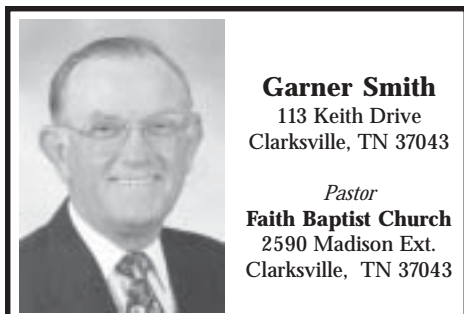 Garner Smith
113 Keith Drive
Clarksville, TN 37043
Pastor
Faith Baptist Church
2590 Madison Ext.
Clarksville, TN 37043